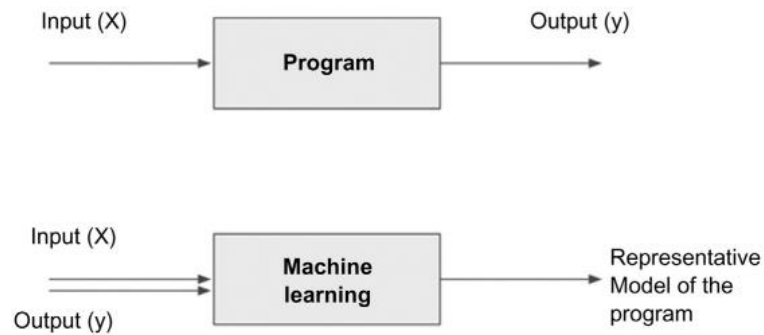 Input (X)
Output (y)
Program
Input (X)
Machine
learning
Output (y)
Representative
Model of the
program